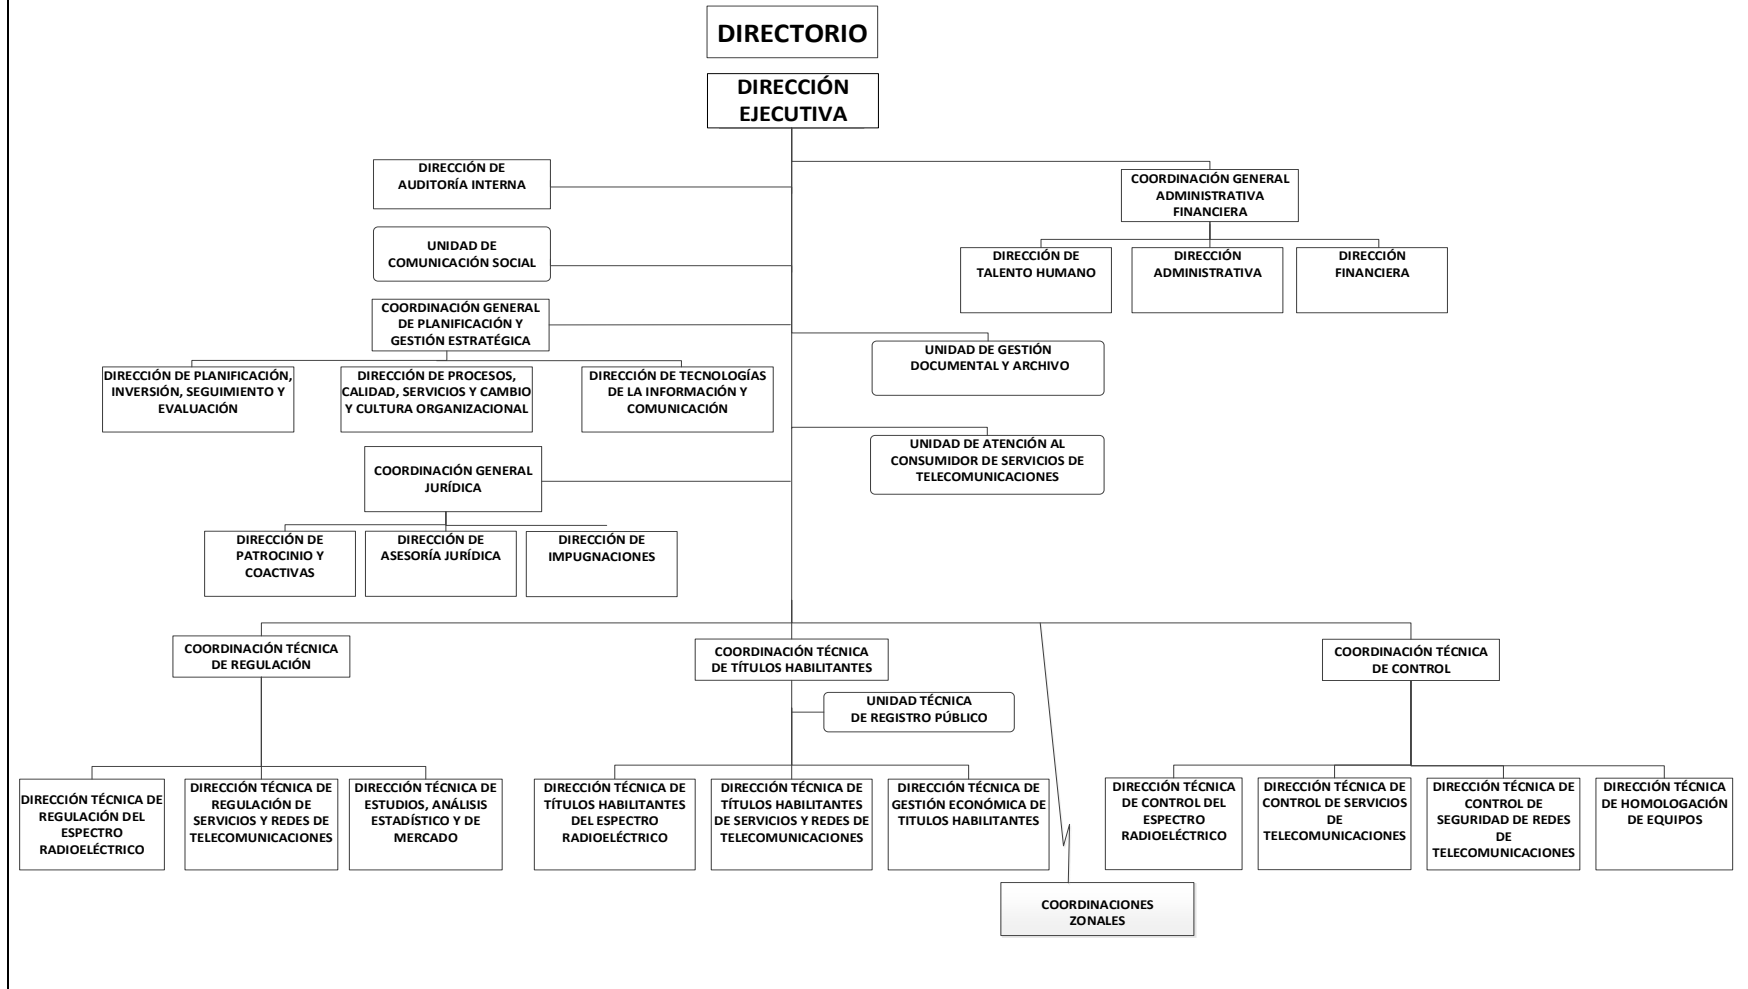 DIRECTORIO
DIRECCIÓN
EJECUTIVA
DIRECCIÓN DE
AUDITORÍA INTERNA
COORDINACIÓN GENERAL
ADMINISTRATIVA
FINANCIERA
UNIDAD DE
COMUNICACIÓN SOCIAL
DIRECCIÓN DE
TALENTO HUMANO
DIRECCIÓN
ADMINISTRATIVA
DIRECCIÓN
FINANCIERA
COORDINACIÓN GENERAL
DE PLANIFICACIÓN Y
GESTIÓN ESTRATÉGICA
UNIDAD DE GESTIÓN
DOCUMENTAL Y ARCHIVO
DIRECCIÓN DE PLANIFICACIÓN,
INVERSIÓN, SEGUIMIENTO Y
EVALUACIÓN
DIRECCIÓN DE PROCESOS,
CALIDAD, SERVICIOS Y CAMBIO
Y CULTURA ORGANIZACIONAL
DIRECCIÓN DE TECNOLOGÍAS
DE LA INFORMACIÓN Y
COMUNICACIÓN
UNIDAD DE ATENCIÓN AL
CONSUMIDOR DE SERVICIOS DE
TELECOMUNICACIONES
COORDINACIÓN GENERAL
JURÍDICA
DIRECCIÓN DE
PATROCINIO Y
COACTIVAS
DIRECCIÓN DE
ASESORÍA JURÍDICA
DIRECCIÓN DE
IMPUGNACIONES
COORDINACIÓN TÉCNICA
DE REGULACIÓN
COORDINACIÓN TÉCNICA
DE TÍTULOS HABILITANTES
COORDINACIÓN TÉCNICA
DE CONTROL
UNIDAD TÉCNICA
DE REGISTRO PÚBLICO
DIRECCIÓN TÉCNICA DE
REGULACIÓN DEL
ESPECTRO
RADIOELÉCTRICO
DIRECCIÓN TÉCNICA DE
REGULACIÓN DE
SERVICIOS Y REDES
DE TELECOMUNICACIONES
DIRECCIÓN TÉCNICA DE
ESTUDIOS, ANÁLISIS
ESTADÍSTICO Y DE
MERCADO
DIRECCIÓN TÉCNICA DE
TÍTULOS HABILITANTES
DEL ESPECTRO
RADIOELÉCTRICO
DIRECCIÓN TÉCNICA DE
TÍTULOS HABILITANTES
DE SERVICIOS Y REDES DE
TELECOMUNICACIONES
DIRECCIÓN TÉCNICA DE
GESTIÓN ECONÓMICA DE
TITULOS HABILITANTES
DIRECCIÓN TÉCNICA
DE CONTROL DEL
ESPECTRO
RADIOELÉCTRICO
DIRECCIÓN TÉCNICA DE
CONTROL DE SERVICIOS
DE
TELECOMUNICACIONES
DIRECCIÓN TÉCNICA DE
CONTROL DE
SEGURIDAD DE REDES
DE
TELECOMUNICACIONES
DIRECCIÓN TÉCNICA
DE HOMOLOGACIÓN
DE EQUIPOS
COORDINACIONES
ZONALES